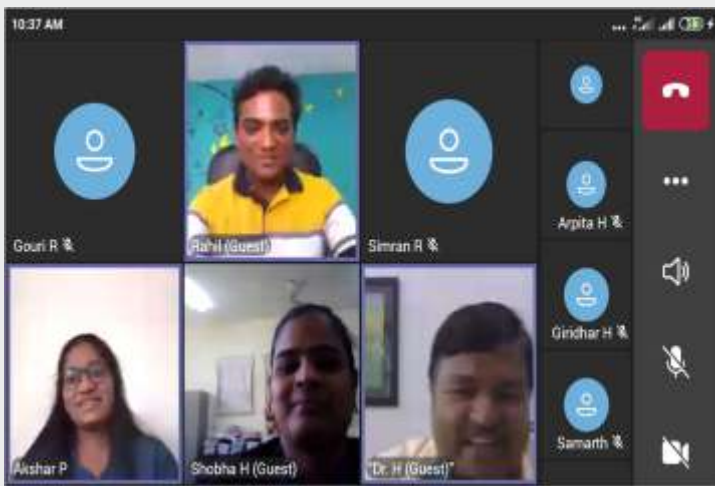 10:37 AM
Gouri R
Rahil (Guest)
Simran R
Arpita H
Giridhar H
Samarth
Akshar P
Shobha H (Guest)
"Dr. H (Guest)"